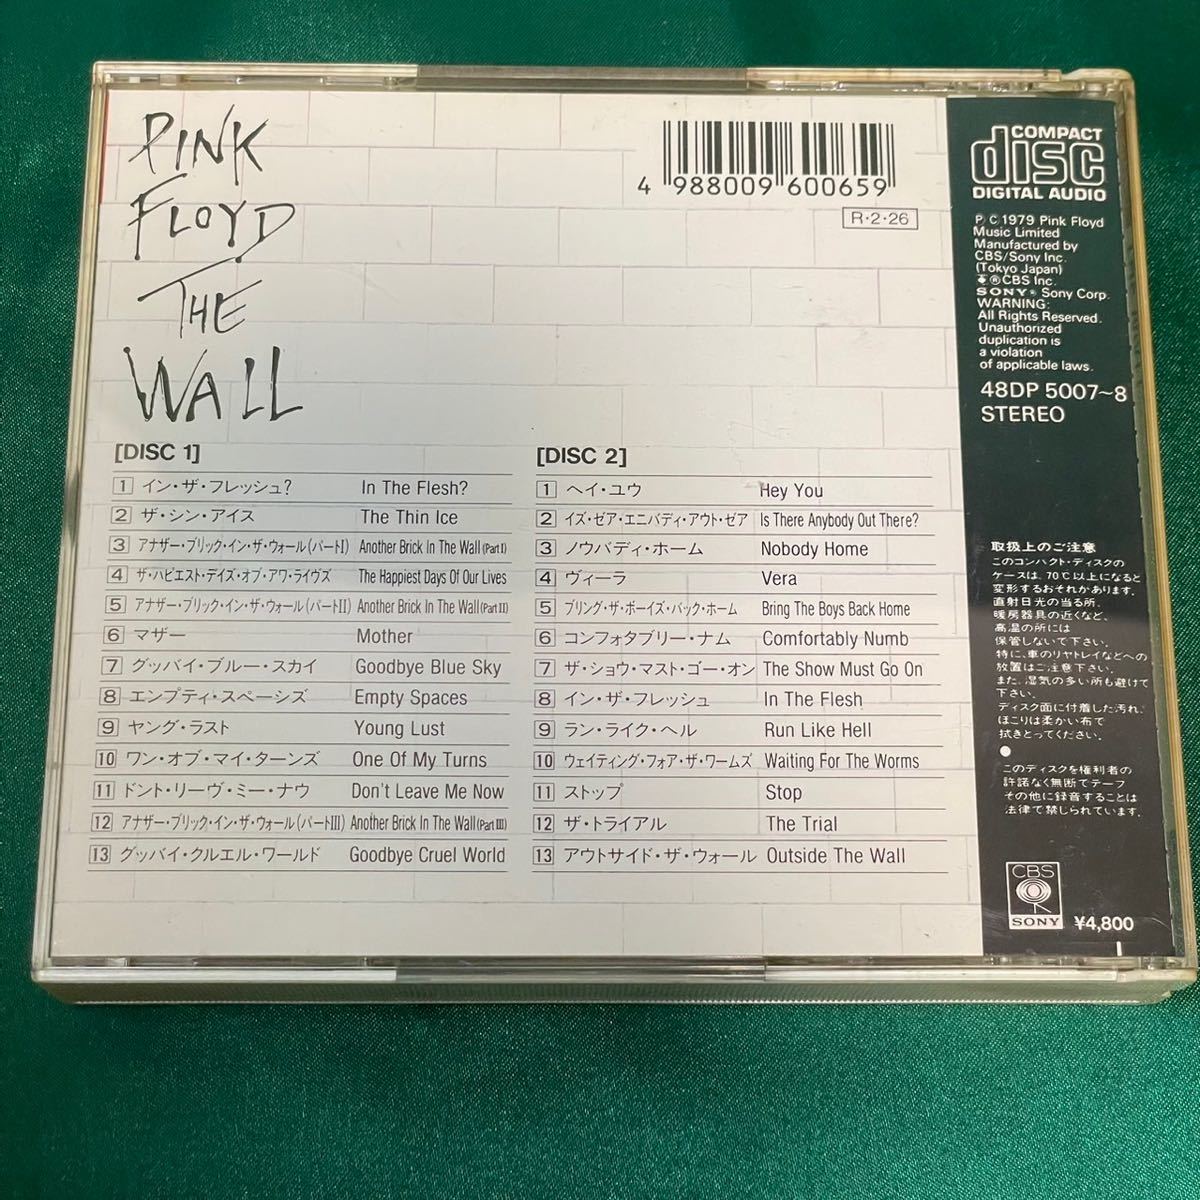 PINK
FLOYD
THE
WALL
4 988009 600659
R・2・26
[DISC 1]
1 イン・ザ・フレッシュ? In The Flesh?
2 ザ・シン・アイス The Thin Ice
3 アナザー・ブリック・イン・ザ・ウォール(パートI) Another Brick In The Wall (Part I)
4 ザ・ハピエスト・デイズ・オブ・アワ・ライヴズ The Happiest Days Of Our Lives
5 アナザー・ブリック・イン・ザ・ウォール(パートII) Another Brick In The Wall (Part II)
6 マザー Mother
7 グッバイ・ブルー・スカイ Goodbye Blue Sky
8 エンプティ・スペーシズ Empty Spaces
9 ヤング・ラスト Young Lust
10 ワン・オブ・マイ・ターンズ One Of My Turns
11 ドント・リーヴ・ミー・ナウ Don't Leave Me Now
12 アナザー・ブリック・イン・ザ・ウォール(パートIII) Another Brick In The Wall (Part III)
13 グッバイ・クルエル・ワールド Goodbye Cruel World
[DISC 2]
1 ヘイ・ユウ Hey You
2 イズ・ゼア・エニバディ・アウト・ゼア Is There Anybody Out There?
3 ノウバディ・ホーム Nobody Home
4 ヴィーラ Vera
5 ブリング・ザ・ボーイズ・バック・ホーム Bring The Boys Back Home
6 コンフォタブリー・ナム Comfortably Numb
7 ザ・ショウ・マスト・ゴー・オン The Show Must Go On
8 イン・ザ・フレッシュ In The Flesh
9 ラン・ライク・ヘル Run Like Hell
10 ウェイティング・フォア・ザ・ワームズ Waiting For The Worms
11 ストップ Stop
12 ザ・トライアル The Trial
13 アウトサイド・ザ・ウォール Outside The Wall
COMPACT
disc
DIGITAL AUDIO
P. C. 1979 Pink Floyd
Music Limited
Manufactured by
CBS/Sony Inc.
(Tokyo Japan)
®CBS Inc.
SONY® Sony Corp.
WARNING:
All Rights Reserved.
Unauthorized
duplication is
a violation
of applicable laws.
48DP 5007~8
STEREO
取扱上のご注意
このコンパクト・ディスクの
ケースは、70℃以上になると
変形するおそれがあります。
直射日光の当る所、
暖房器具の近くなど、
高温の所には
保管しないで下さい。
特に、車のリヤトレイなどへの
放置はご注意下さい。
また、湿気の多い所も避けて
下さい。
ディスク面に付着した汚れ、
ほこりは柔かい布で
拭きとってください。
●
このディスクを権利者の
許諾なく無断でテープ
その他に録音することは
法律で禁じられています。
CBS
SONY
¥4,800